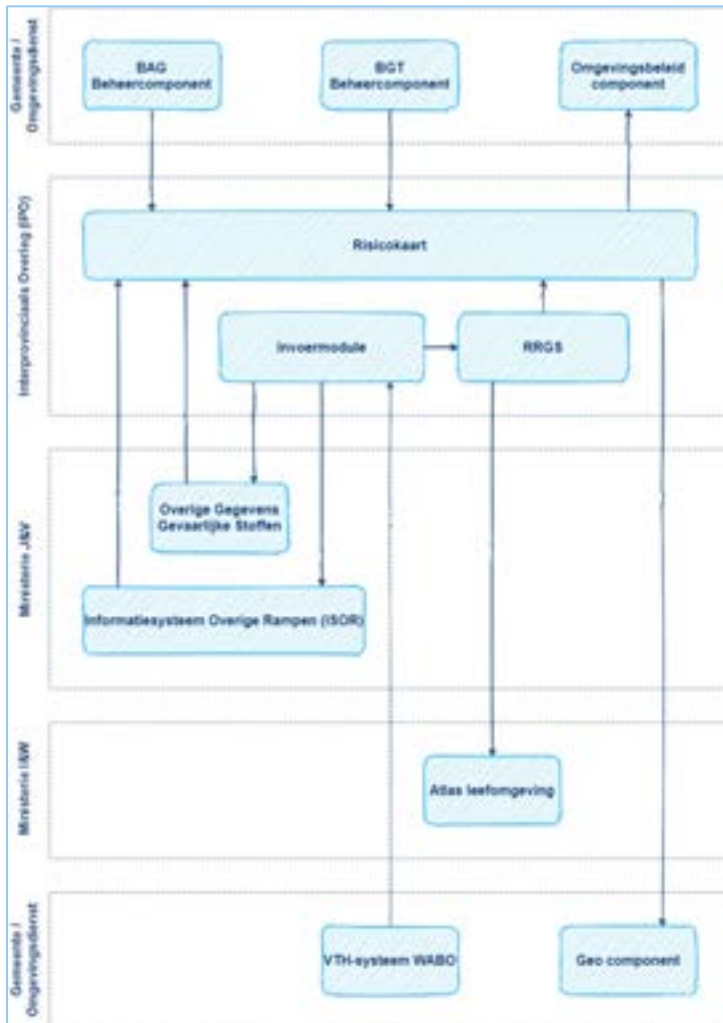 Gemeente /
Omgevingsdienst
BAG
Beheercomponent
BGT
Beheercomponent
Omgevingsbeleid
component
Interprovinciaals Overleg (IPO)
Risicokaart
Invoermodule
RRGS
Ministerie J&V
Overige Gegevens
Gevaarlijke Stoffen
Informatiesysteem Overige Rampen (ISOR)
Ministerie I&W
Atlas leefomgeving
Gemeente /
Omgevingsdienst
VTH-systeem WABO
Geo component